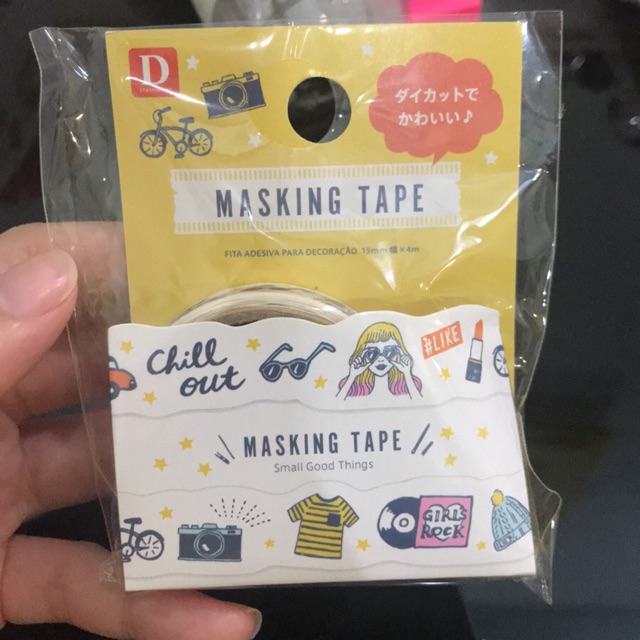 D
ダイカットで
かわいい♪
MASKING TAPE
FITA ADESIVA PARA DECORAÇÃO 15mm幅×4m
Chill
out
#LIKE
MASKING TAPE
Small Good Things
GIRLS
ROCK